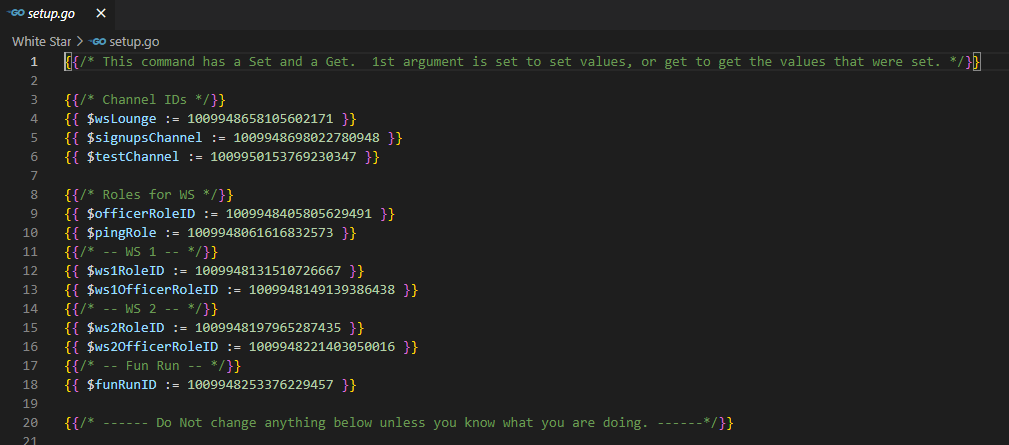 GO setup.go ×
White Star > GO setup.go
1 {{/* This command has a Set and a Get.  1st argument is set to set values, or get to get the values that were set. */}}
2
3 {{/* Channel IDs */}}
4 {{ $wsLounge := 1009948658105602171 }}
5 {{ $signupsChannel := 1009948698022780948 }}
6 {{ $testChannel := 1009950153769230347 }}
7
8 {{/* Roles for WS */}}
9 {{ $officerRoleID := 1009948405805629491 }}
10 {{ $pingRole := 1009948061616832573 }}
11 {{/* -- WS 1 -- */}}
12 {{ $ws1RoleID := 1009948131510726667 }}
13 {{ $ws1OfficerRoleID := 1009948149139386438 }}
14 {{/* -- WS 2 -- */}}
15 {{ $ws2RoleID := 1009948197965287435 }}
16 {{ $ws2OfficerRoleID := 1009948221403050016 }}
17 {{/* -- Fun Run -- */}}
18 {{ $funRunID := 1009948253376229457 }}
19
20 {{/* ------ Do Not change anything below unless you know what you are doing. ------*/}}
21